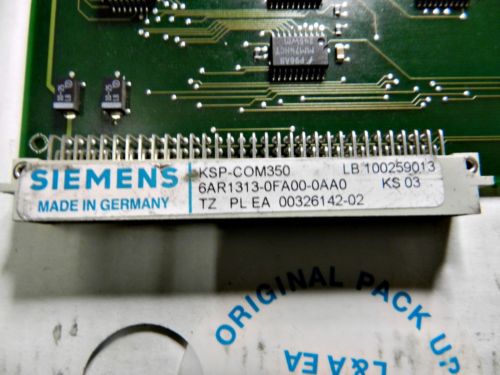 SIEMENS
MADE IN GERMANY
KSP-COM350 LB 100259013
6AR1313-0FA00-0AA0 KS 03
TZ PL EA 00326142-02
ORIGINAL PACK
L&A EA